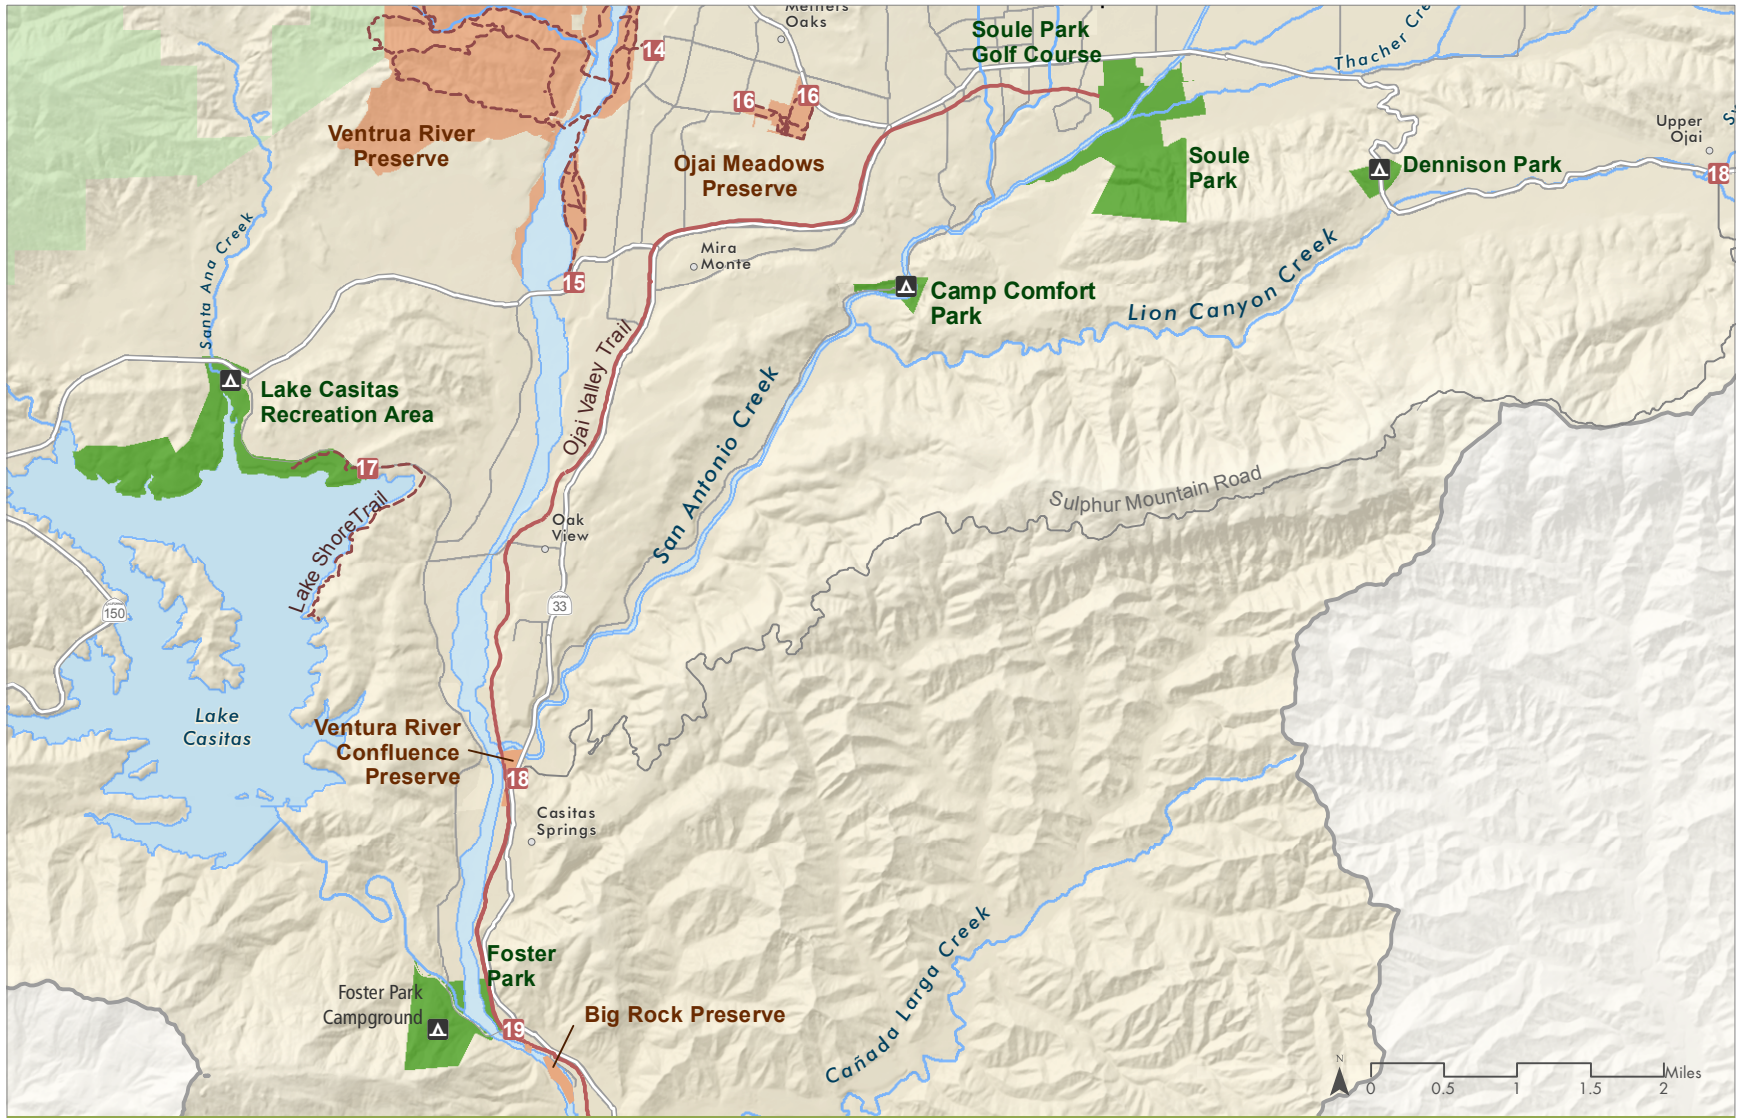 Meiners
Oaks
Soule Park
Golf Course
Thacher Cre
14
16
16
Ventrua River
Preserve
Ojai Meadows
Preserve
Soule
Park
Dennison Park
Upper
Ojai
18
Santa Ana Creek
Mira
Monte
15
Camp Comfort
Park
Lion Canyon Creek
Ojai Valley Trail
Lake Casitas
Recreation Area
San Antonio Creek
17
Lake Shore Trail
Sulphur Mountain Road
Oak
View
150
33
Lake
Casitas
Ventura River
Confluence
Preserve
18
Casitas
Springs
Foster
Park
Foster Park
Campground
19
Big Rock Preserve
Cañada Larga Creek
N
0 0.5 1 1.5 2 Miles